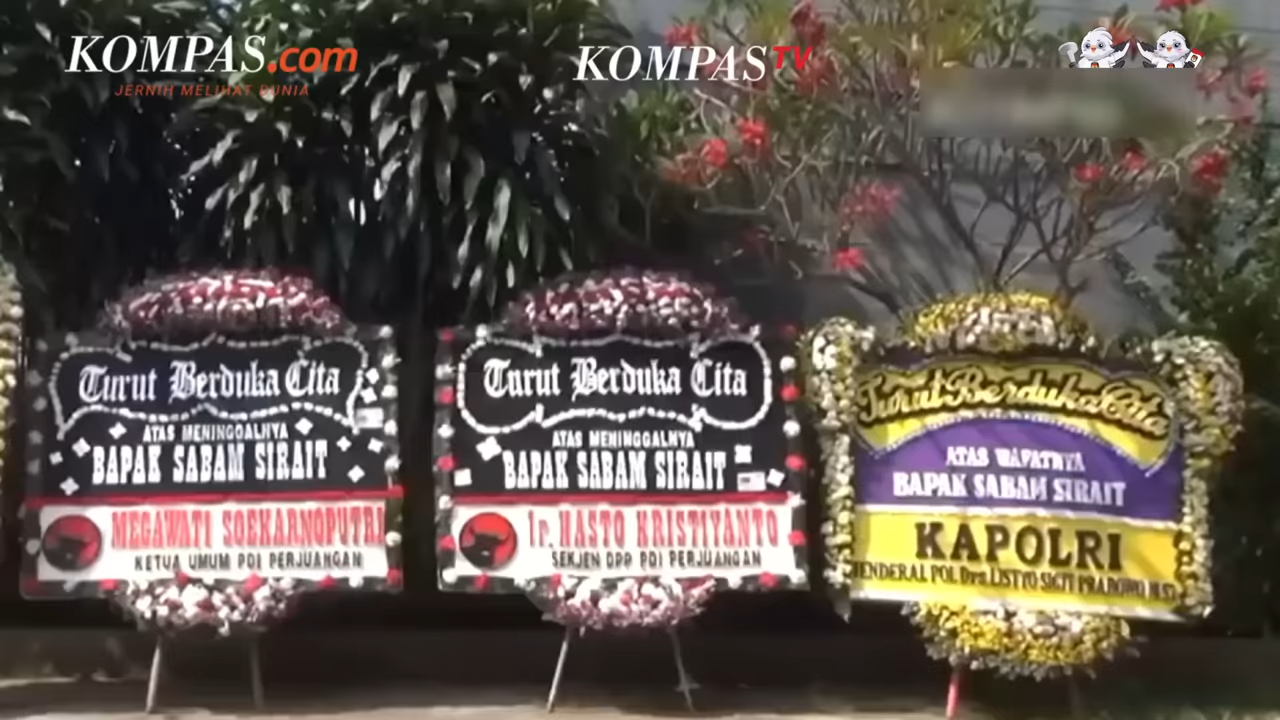 KOMPAS.com
JERNIH MELIHAT DUNIA
KOMPASTV
Turut Berduka Cita
ATAS MENINGGALNYA
BAPAK SABAM SIRAIT
MEGAWATI SOEKARNOPUTRI
KETUA UMUM PDI PERJUANGAN
Turut Berduka Cita
ATAS MENINGGALNYA
BAPAK SABAM SIRAIT
Ir. HASTO KRISTIYANTO
SEKJEN DPP PDI PERJUANGAN
Turut Berduka Cita
ATAS WAFATNYA
BAPAK SABAM SIRAIT
KAPOLRI
JENDERAL POL Drs. LISTYO SIGIT PRABOWO M.Si